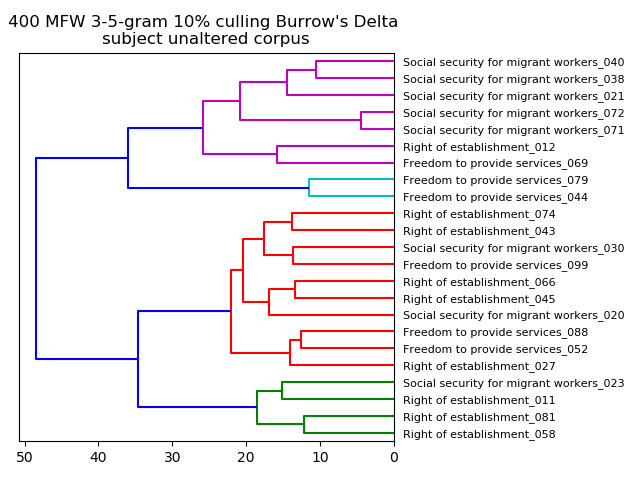 400 MFW 3-5-gram 10% culling Burrow's Delta
subject unaltered corpus
Social security for migrant workers_040
Social security for migrant workers_038
Social security for migrant workers_021
Social security for migrant workers_072
Social security for migrant workers_071
Right of establishment_012
Freedom to provide services_069
Freedom to provide services_079
Freedom to provide services_044
Right of establishment_074
Right of establishment_043
Social security for migrant workers_030
Freedom to provide services_099
Right of establishment_066
Right of establishment_045
Social security for migrant workers_020
Freedom to provide services_088
Freedom to provide services_052
Right of establishment_027
Social security for migrant workers_023
Right of establishment_011
Right of establishment_081
Right of establishment_058
50 40 30 20 10 0